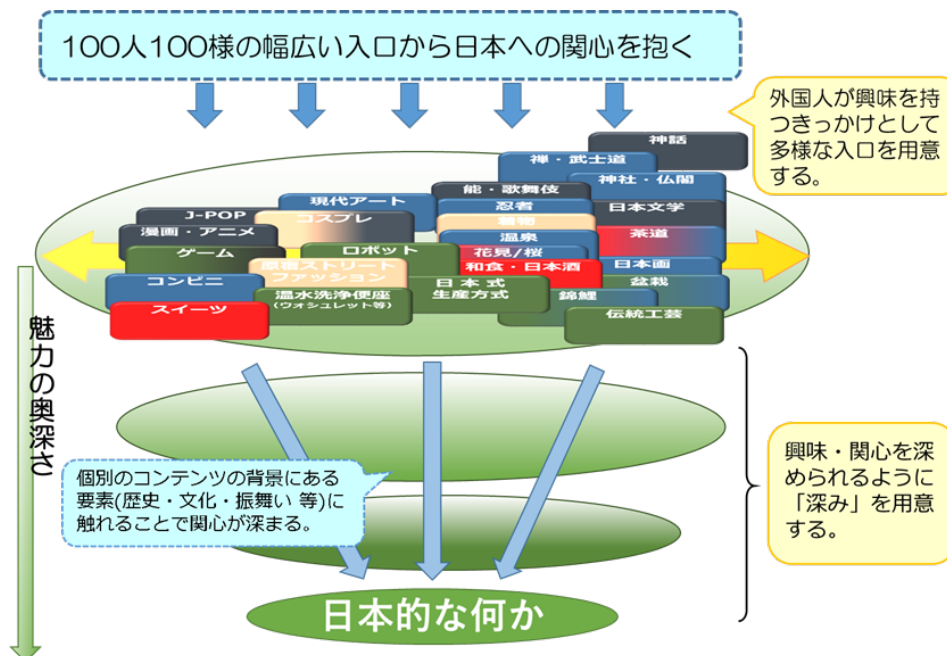 100人100様の幅広い入口から日本への関心を抱く
外国人が興味を持
つきっかけとして
多様な入口を用意
する。
神話
禅・武士道
神社・仏閣
能・歌舞伎
現代アート
忍者
日本文学
J-POP
コスプレ
着物
漫画・アニメ
温泉
茶道
ゲーム
ロボット
花見/桜
原宿ストリート
ファッション
和食・日本酒
日本画
コンビニ
日本式
生産方式
盆栽
温水洗浄便座
(ウォシュレット等)
錦鯉
スイーツ
伝統工芸
魅力の奥深さ
個別のコンテンツの背景にある
要素(歴史・文化・振舞い 等)に
触れることで関心が深まる。
興味・関心を深
められるように
「深み」を用意
する。
日本的な何か